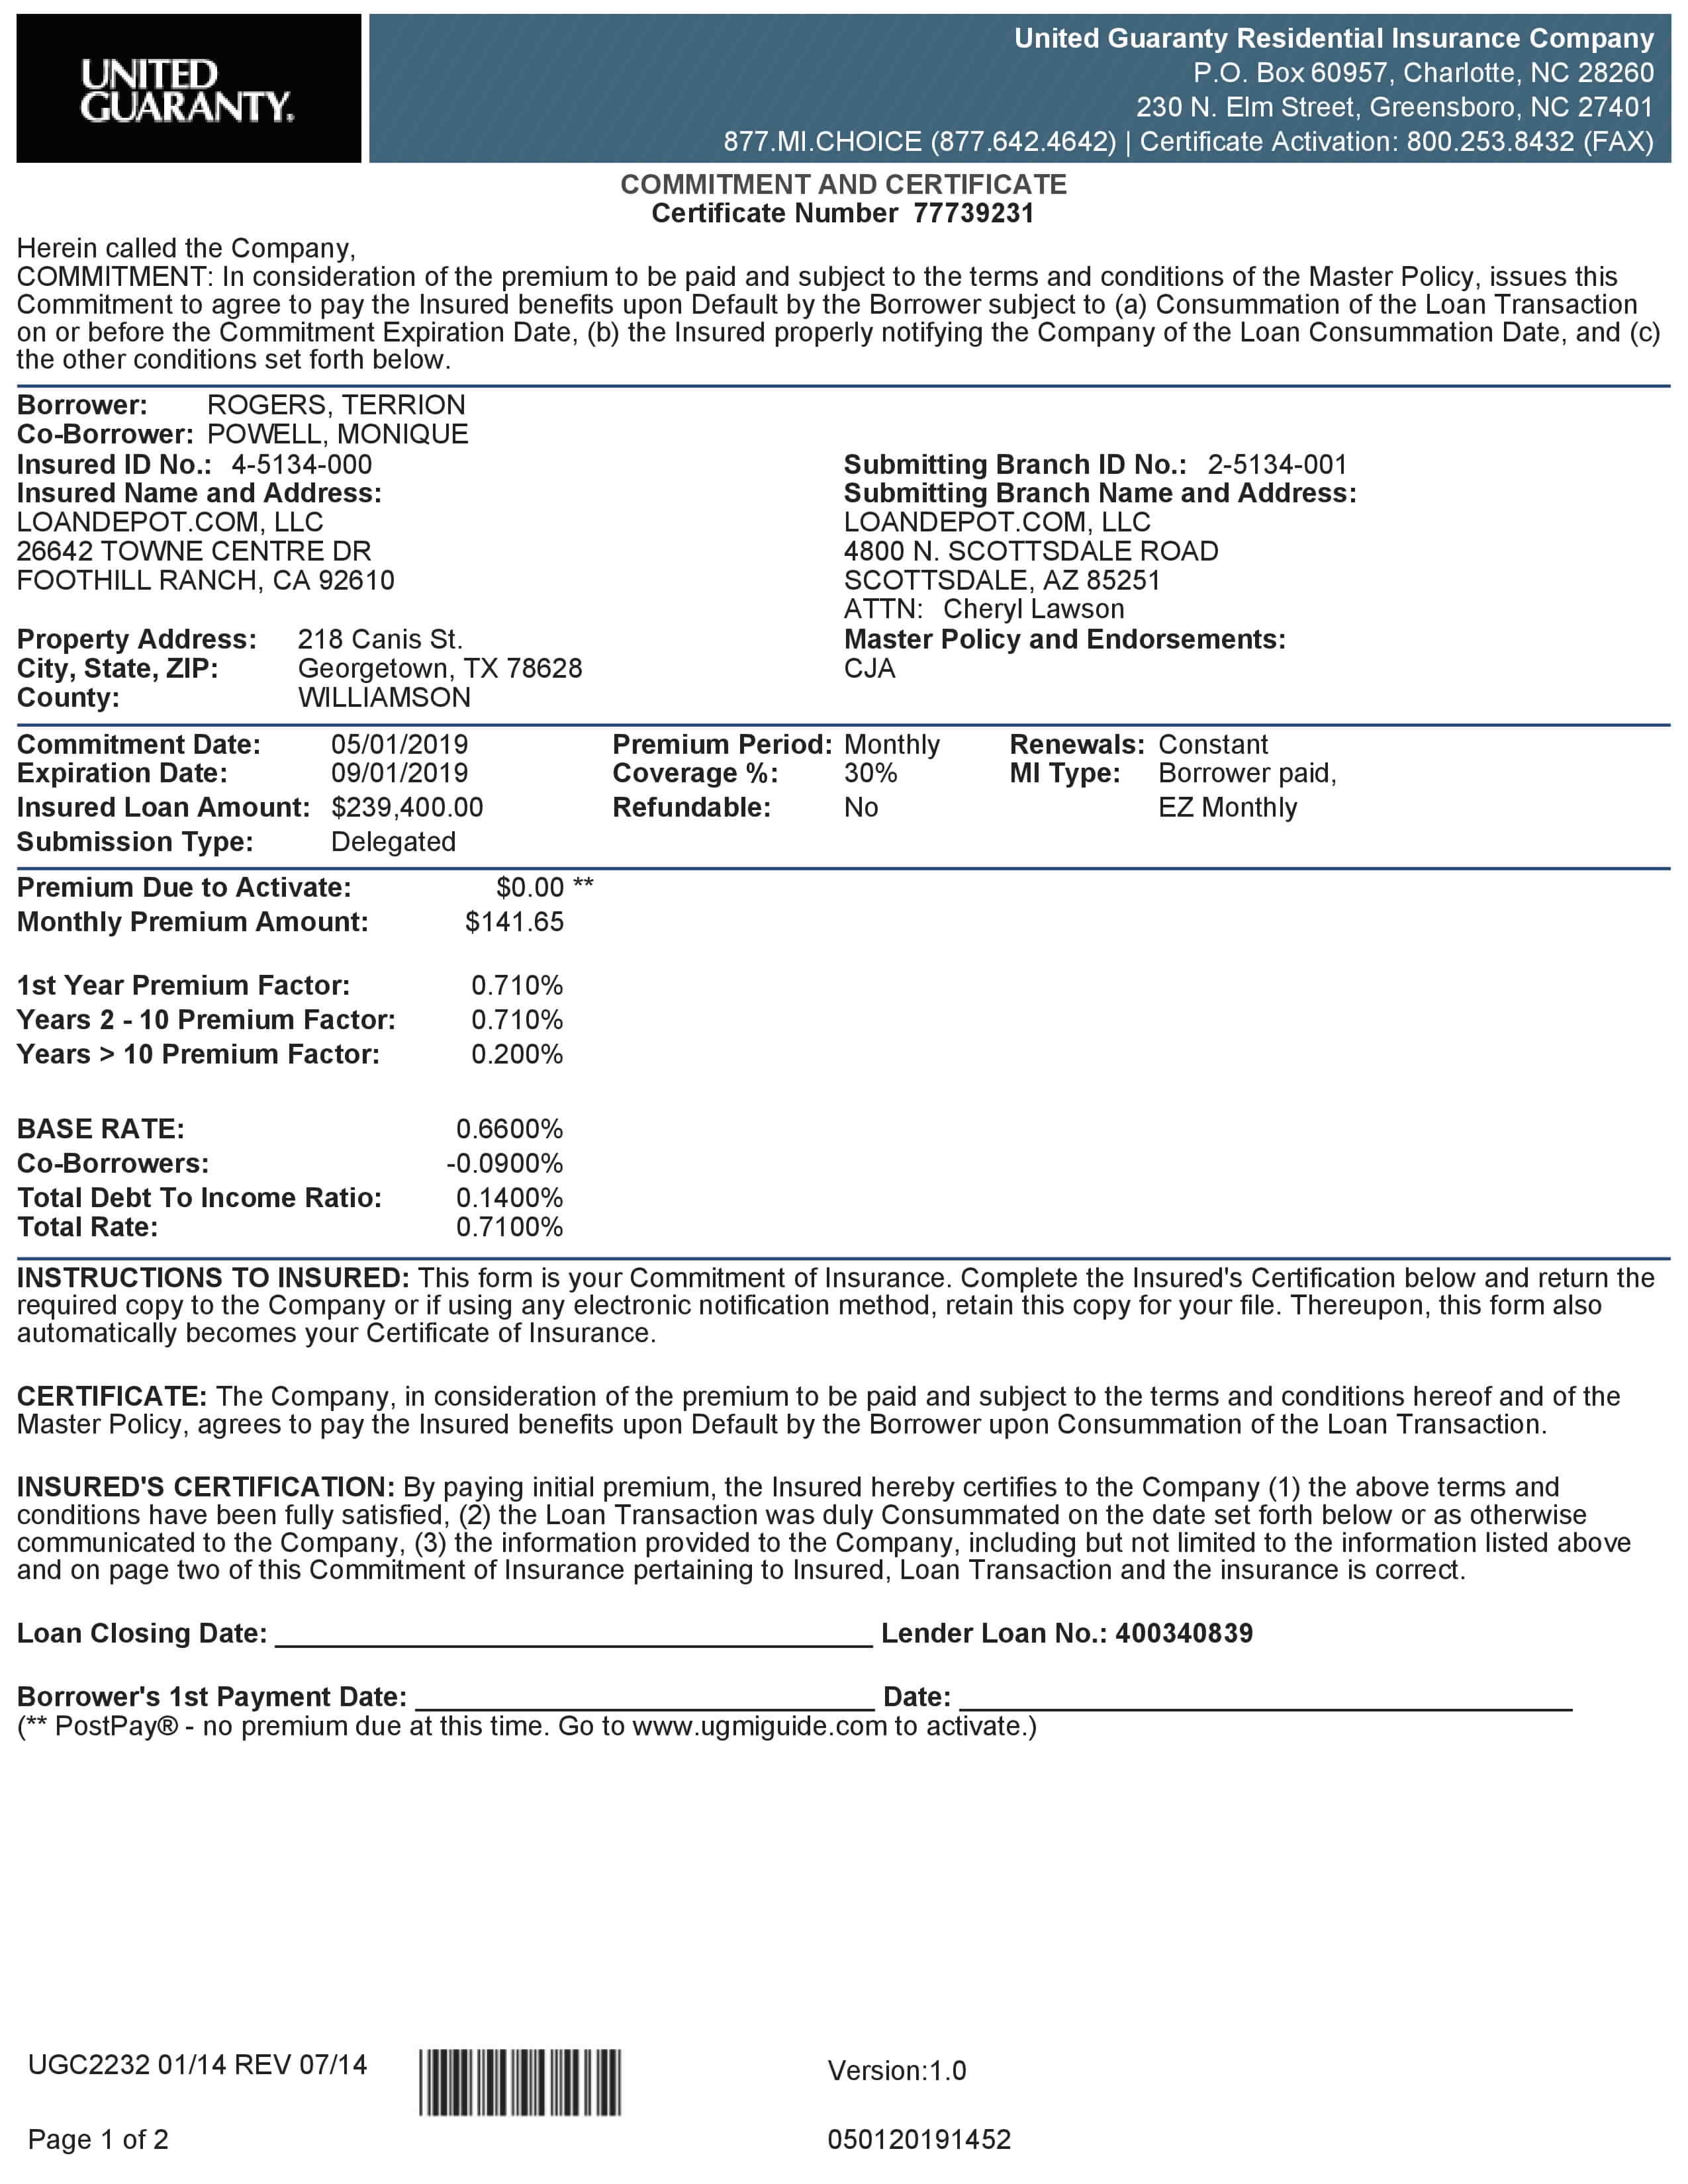 UNITED
GUARANTY.
United Guaranty Residential Insurance Company
P.O. Box 60957, Charlotte, NC 28260
230 N. Elm Street, Greensboro, NC 27401
877.MI.CHOICE (877.642.4642) | Certificate Activation: 800.253.8432 (FAX)
COMMITMENT AND CERTIFICATE
Certificate Number 77739231
Herein called the Company,
COMMITMENT: In consideration of the premium to be paid and subject to the terms and conditions of the Master Policy, issues this
Commitment to agree to pay the Insured benefits upon Default by the Borrower subject to (a) Consummation of the Loan Transaction
on or before the Commitment Expiration Date, (b) the Insured properly notifying the Company of the Loan Consummation Date, and (c)
the other conditions set forth below.
Borrower: ROGERS, TERRION
Co-Borrower: POWELL, MONIQUE
Insured ID No.: 4-5134-000 Submitting Branch ID No.: 2-5134-001
Insured Name and Address: Submitting Branch Name and Address:
LOANDEPOT.COM, LLC LOANDEPOT.COM, LLC
26642 TOWNE CENTRE DR 4800 N. SCOTTSDALE ROAD
FOOTHILL RANCH, CA 92610 SCOTTSDALE, AZ 85251
ATTN: Cheryl Lawson
Property Address: 218 Canis St. Master Policy and Endorsements:
City, State, ZIP: Georgetown, TX 78628 CJA
County: WILLIAMSON
Commitment Date: 05/01/2019 Premium Period: Monthly Renewals: Constant
Expiration Date: 09/01/2019 Coverage %: 30% MI Type: Borrower paid,
Insured Loan Amount: $239,400.00 Refundable: No EZ Monthly
Submission Type: Delegated
Premium Due to Activate: $0.00 **
Monthly Premium Amount: $141.65
1st Year Premium Factor: 0.710%
Years 2 - 10 Premium Factor: 0.710%
Years > 10 Premium Factor: 0.200%
BASE RATE: 0.6600%
Co-Borrowers: -0.0900%
Total Debt To Income Ratio: 0.1400%
Total Rate: 0.7100%
INSTRUCTIONS TO INSURED: This form is your Commitment of Insurance. Complete the Insured's Certification below and return the
required copy to the Company or if using any electronic notification method, retain this copy for your file. Thereupon, this form also
automatically becomes your Certificate of Insurance.
CERTIFICATE: The Company, in consideration of the premium to be paid and subject to the terms and conditions hereof and of the
Master Policy, agrees to pay the Insured benefits upon Default by the Borrower upon Consummation of the Loan Transaction.
INSURED'S CERTIFICATION: By paying initial premium, the Insured hereby certifies to the Company (1) the above terms and
conditions have been fully satisfied, (2) the Loan Transaction was duly Consummated on the date set forth below or as otherwise
communicated to the Company, (3) the information provided to the Company, including but not limited to the information listed above
and on page two of this Commitment of Insurance pertaining to Insured, Loan Transaction and the insurance is correct.
Loan Closing Date: Lender Loan No.: 400340839
Borrower's 1st Payment Date: Date:
(** PostPay® - no premium due at this time. Go to www.ugmiguide.com to activate.)
UGC2232 01/14 REV 07/14 Version:1.0
Page 1 of 2 050120191452